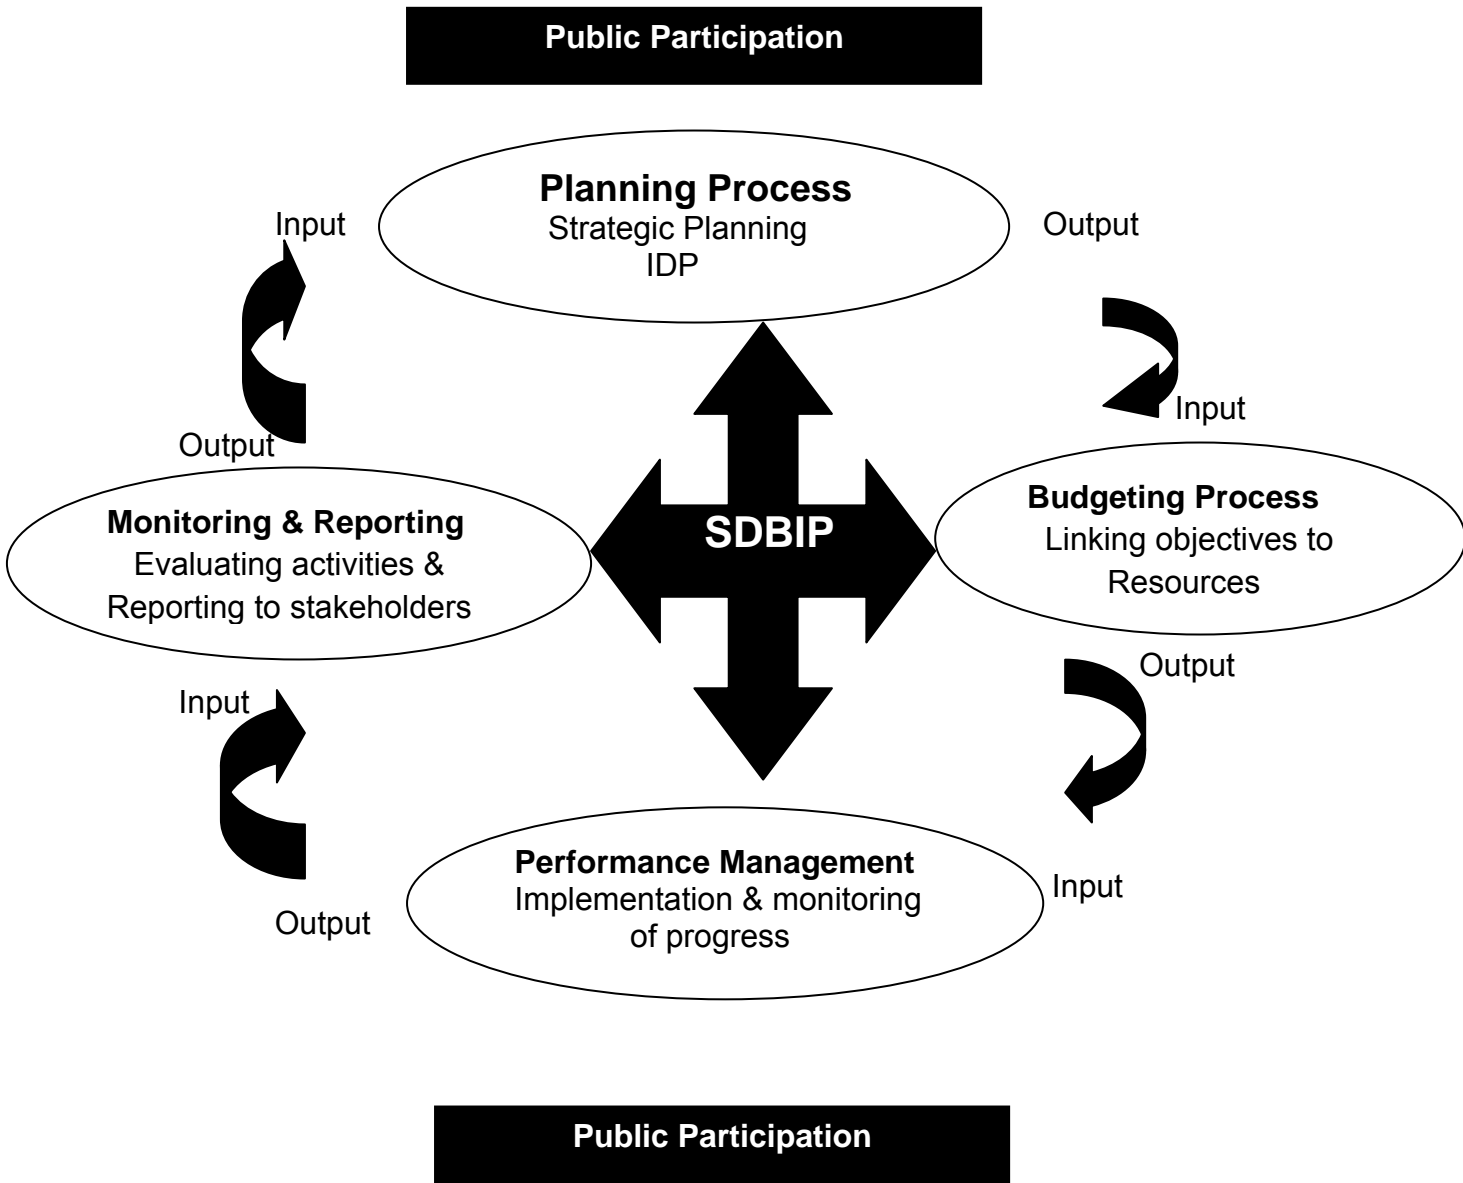 Public Participation
Planning Process
Strategic Planning
IDP
Input
Output
Input
Output
Monitoring & Reporting
Evaluating activities &
Reporting to stakeholders
SDBIP
Budgeting Process
Linking objectives to
Resources
Output
Input
Performance Management
Implementation & monitoring
of progress
Input
Output
Public Participation